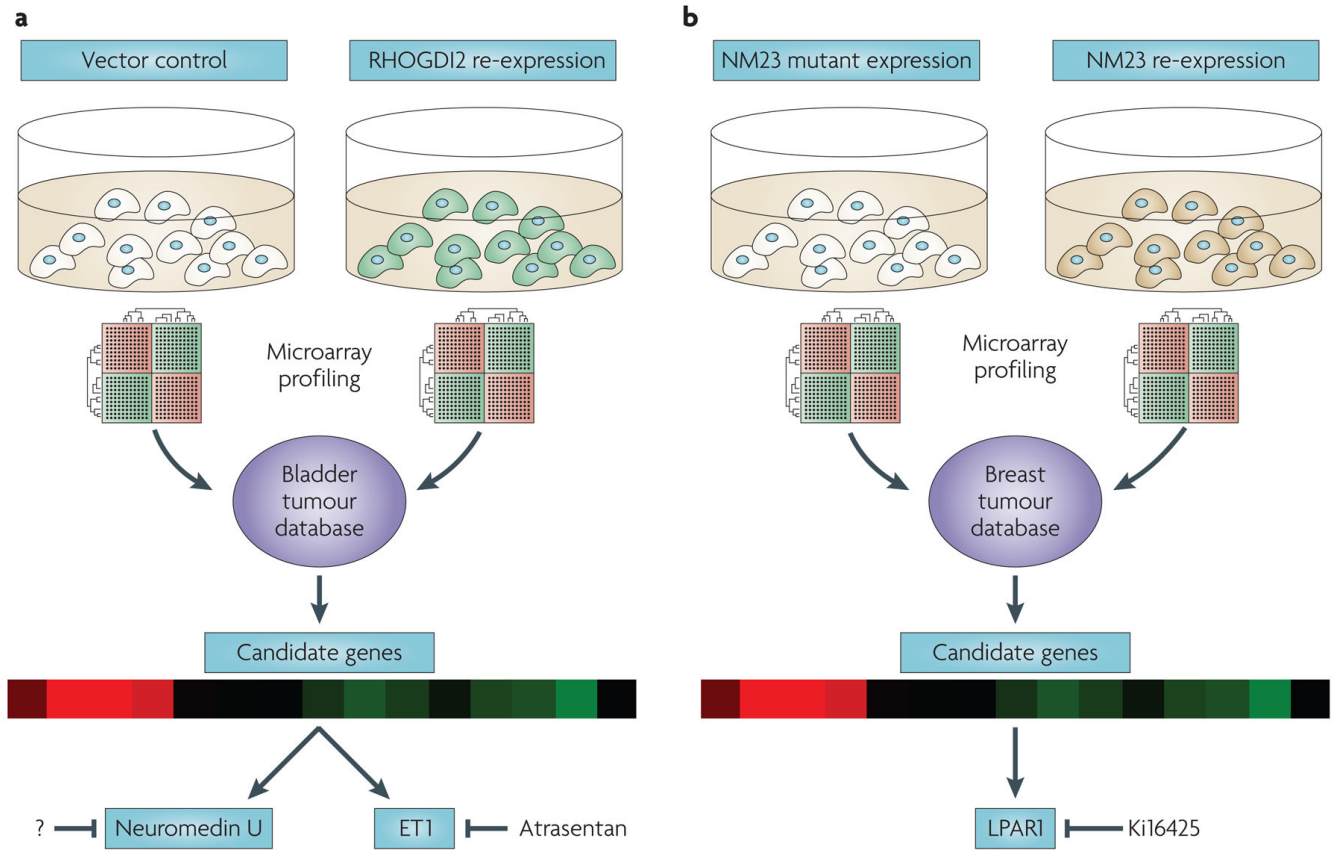 a
Vector control
RHOGDI2 re-expression
Microarray
profiling
Bladder
tumour
database
Candidate genes
?
Neuromedin U
ET1
Atrasentan
b
NM23 mutant expression
NM23 re-expression
Microarray
profiling
Breast
tumour
database
Candidate genes
LPAR1
Ki16425